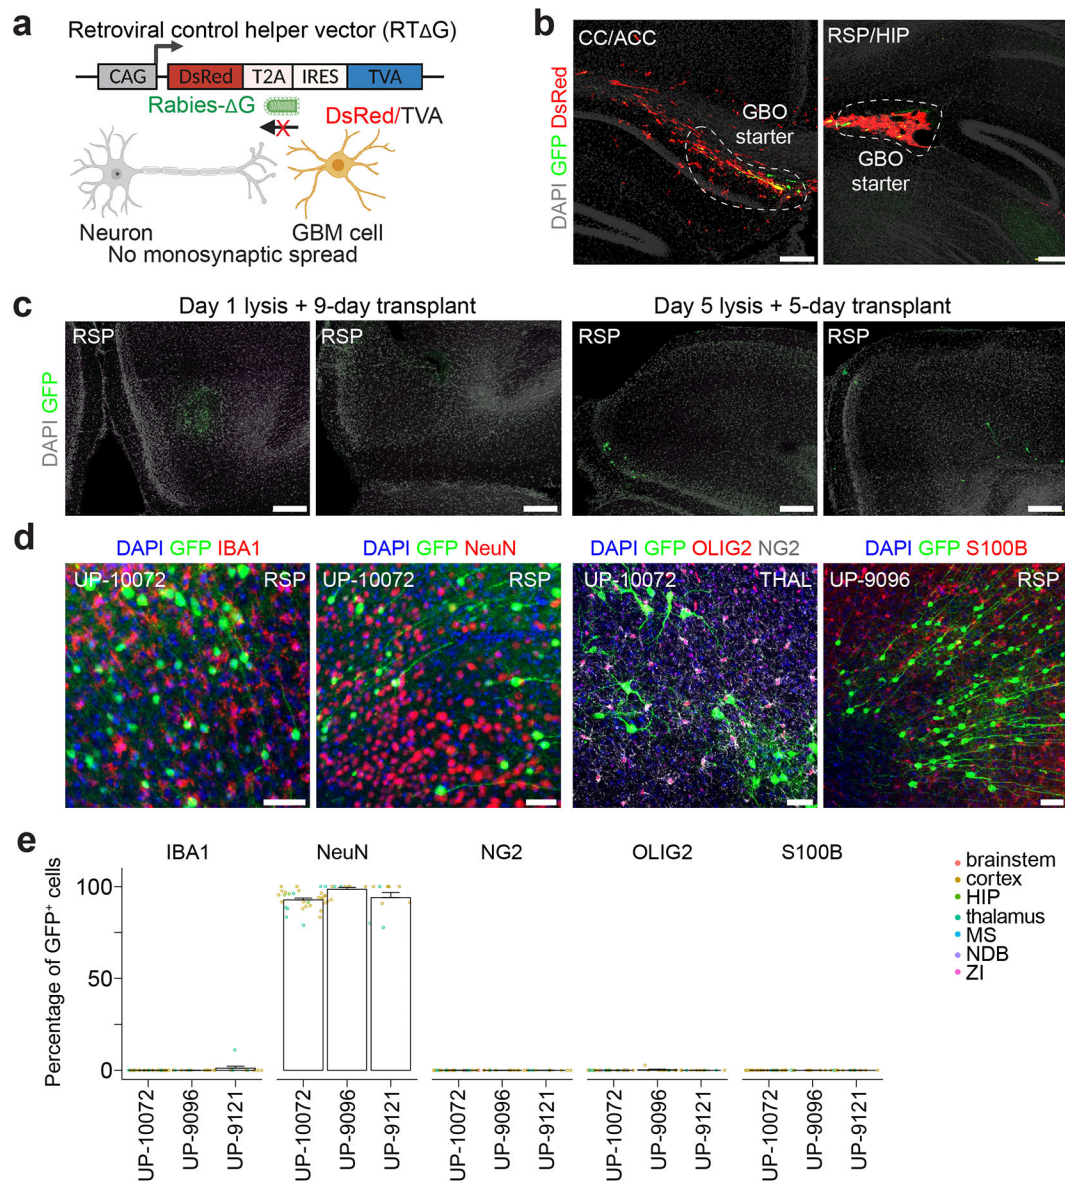 a
Retroviral control helper vector (RTΔG)
CAG DsRed T2A IRES TVA
Rabies-ΔG
DsRed/TVA
Neuron
GBM cell
No monosynaptic spread
b
DAPI GFP DsRed
CC/ACC
GBO
starter
RSP/HIP
GBO
starter
c
Day 1 lysis + 9-day transplant
Day 5 lysis + 5-day transplant
DAPI GFP
RSP
RSP
RSP
RSP
d
DAPI GFP IBA1
UP-10072 RSP
DAPI GFP NeuN
UP-10072 RSP
DAPI GFP OLIG2 NG2
UP-10072 THAL
DAPI GFP S100B
UP-9096 RSP
e
Percentage of GFP+ cells
100
50
0
IBA1
NeuN
NG2
OLIG2
S100B
UP-10072
UP-9096
UP-9121
UP-10072
UP-9096
UP-9121
UP-10072
UP-9096
UP-9121
UP-10072
UP-9096
UP-9121
UP-10072
UP-9096
UP-9121
brainstem
cortex
HIP
thalamus
MS
NDB
ZI